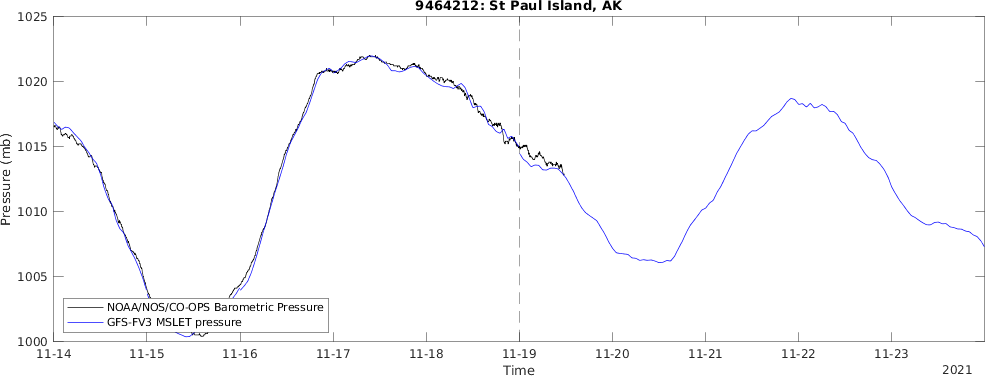 9464212: St Paul Island, AK
Pressure (mb)
1025
1020
1015
1010
1005
1000
NOAA/NOS/CO-OPS Barometric Pressure
GFS-FV3 MSLET pressure
11-14 11-15 11-16 11-17 11-18 11-19 11-20 11-21 11-22 11-23
Time
2021